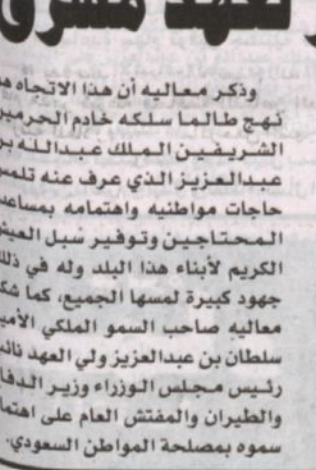 وذكر معاليه أن هذا الاتجاه هو
نهج طالما سلكه خادم الحرمين
الشريفين الملك عبدالله بن
عبدالعزيز الذي عرف عنه تلمس
حاجات مواطنيه واهتمامه بمساعدة
المحتاجين وتوفير سبل العيش
الكريم لأبناء هذا البلد وله في ذلك
جهود كبيرة لمسها الجميع، كما شكر
معاليه صاحب السمو الملكي الأمير
سلطان بن عبدالعزيز ولي العهد نائب
رئيس مجلس الوزراء وزير الدفاع
والطيران والمفتش العام على اهتمام
سموه بمصلحة المواطن السعودي.